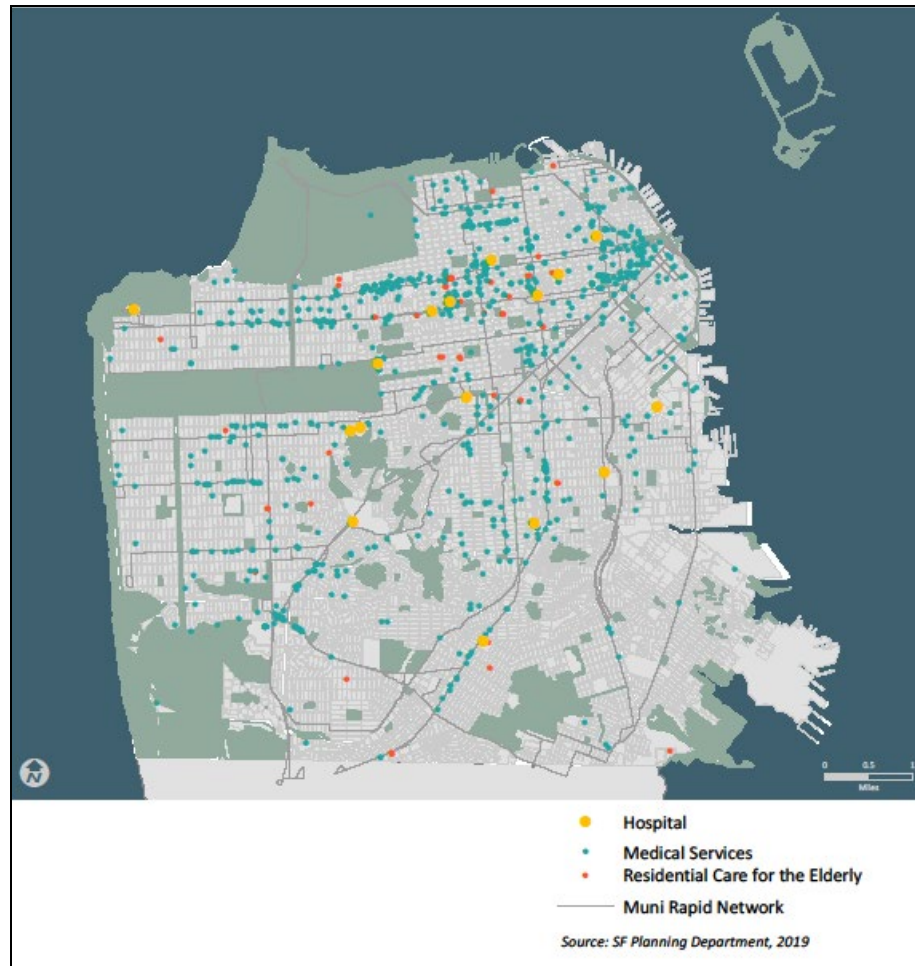 N
0 0.5 1
Miles
Hospital
Medical Services
Residential Care for the Elderly
Muni Rapid Network
Source: SF Planning Department, 2019